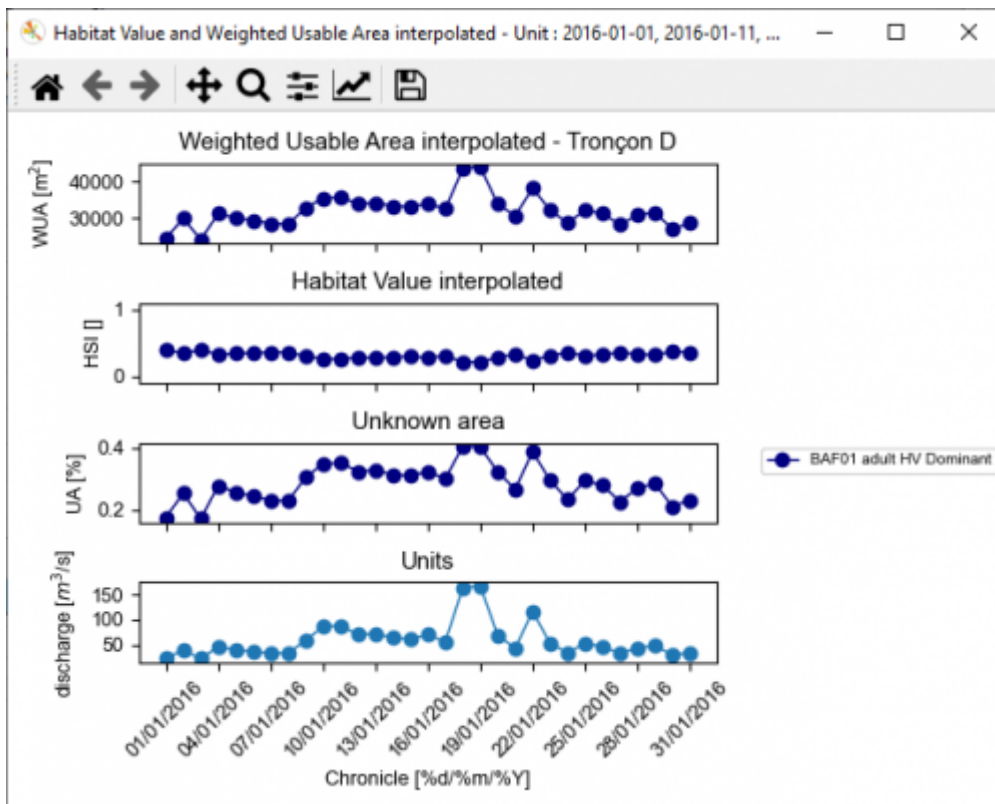 Habitat Value and Weighted Usable Area interpolated - Unit : 2016-01-01, 2016-01-11, ...
Weighted Usable Area interpolated - Tronçon D
WUA [m²]
40000
30000
Habitat Value interpolated
HSI []
1
0
Unknown area
UA [%]
0.4
0.2
BAF01 adult HV Dominant
Units
discharge [m³/s]
150
100
50
01/01/2016
04/01/2016
07/01/2016
10/01/2016
13/01/2016
16/01/2016
19/01/2016
22/01/2016
25/01/2016
28/01/2016
31/01/2016
Chronicle [%d/%m/%Y]